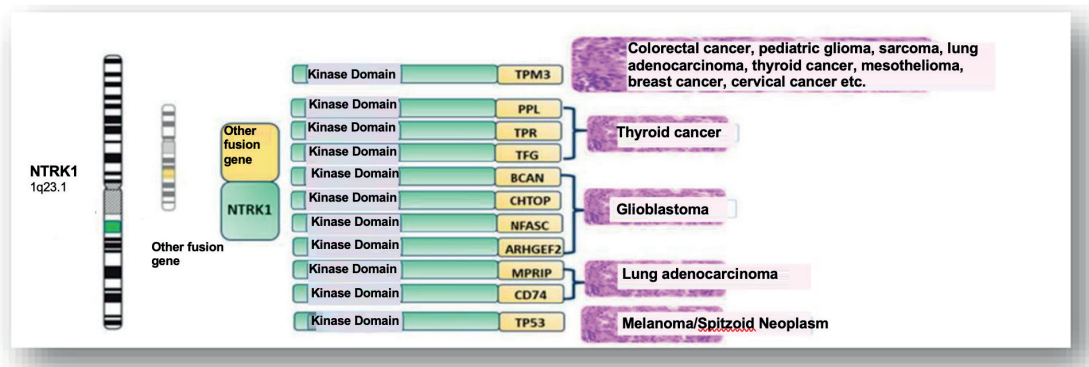 NTRK1
1q23.1
Other fusion
gene
Other
fusion
gene
NTRK1
Kinase Domain TPM3
Kinase Domain PPL
Kinase Domain TPR
Kinase Domain TFG
Kinase Domain BCAN
Kinase Domain CHTOP
Kinase Domain NFASC
Kinase Domain ARHGEF2
Kinase Domain MPRIP
Kinase Domain CD74
Kinase Domain TP53
Colorectal cancer, pediatric glioma, sarcoma, lung
adenocarcinoma, thyroid cancer, mesothelioma,
breast cancer, cervical cancer etc.
Thyroid cancer
Glioblastoma
Lung adenocarcinoma
Melanoma/Spitzoid Neoplasm